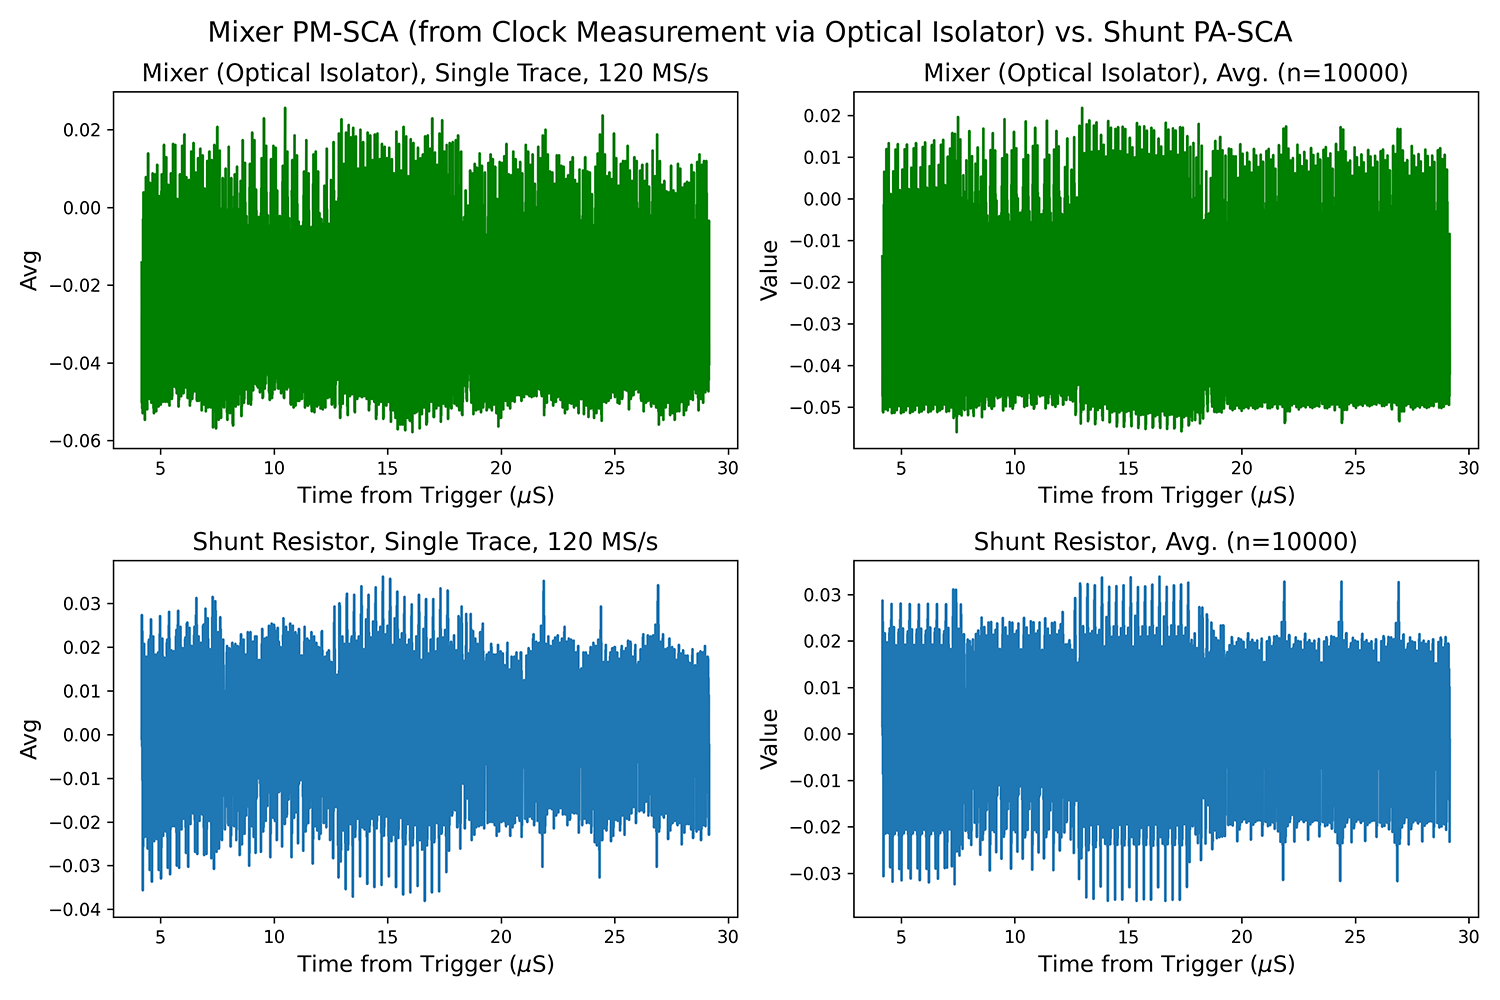 Mixer PM-SCA (from Clock Measurement via Optical Isolator) vs. Shunt PA-SCA
Mixer (Optical Isolator), Single Trace, 120 MS/s
0.02
0.00
−0.02
−0.04
−0.06
Avg
5 10 15 20 25 30
Time from Trigger (μS)
Mixer (Optical Isolator), Avg. (n=10000)
0.02
0.01
0.00
−0.01
−0.02
−0.03
−0.04
−0.05
Value
5 10 15 20 25 30
Time from Trigger (μS)
Shunt Resistor, Single Trace, 120 MS/s
0.03
0.02
0.01
0.00
−0.01
−0.02
−0.03
−0.04
Avg
5 10 15 20 25 30
Time from Trigger (μS)
Shunt Resistor, Avg. (n=10000)
0.03
0.02
0.01
0.00
−0.01
−0.02
−0.03
Value
5 10 15 20 25 30
Time from Trigger (μS)